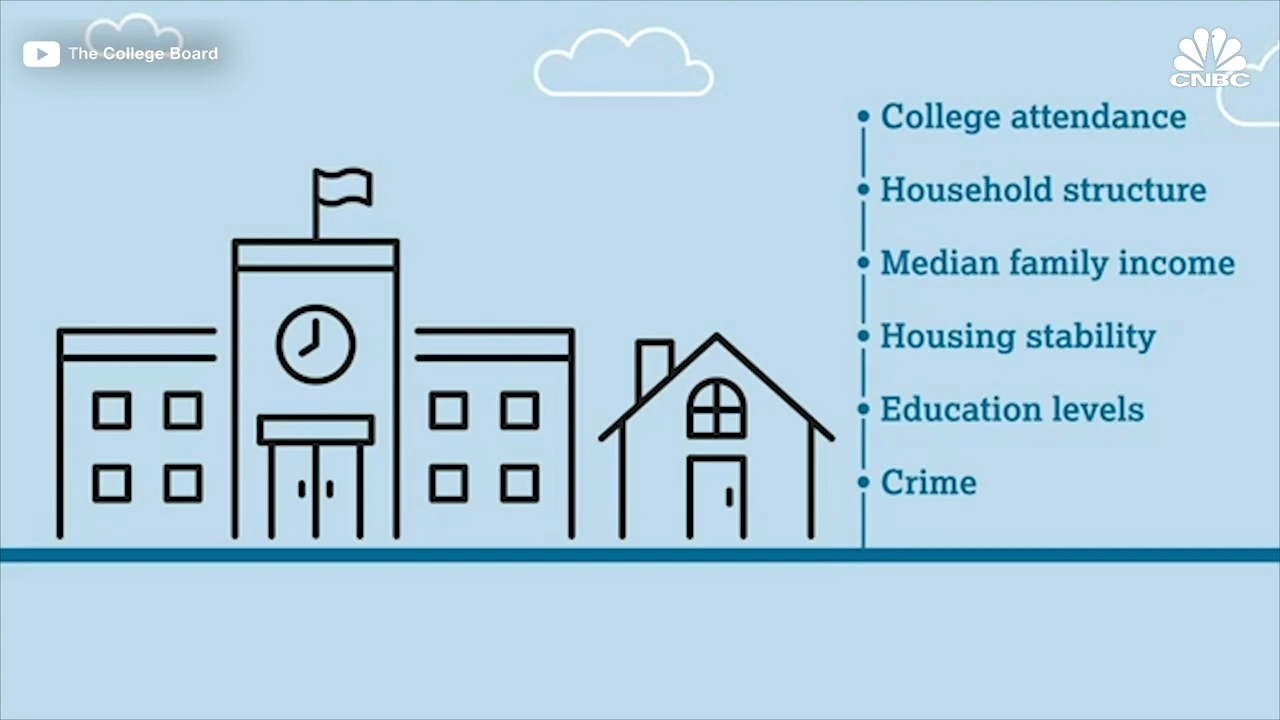 The College Board
CNBC
College attendance
Household structure
Median family income
Housing stability
Education levels
Crime